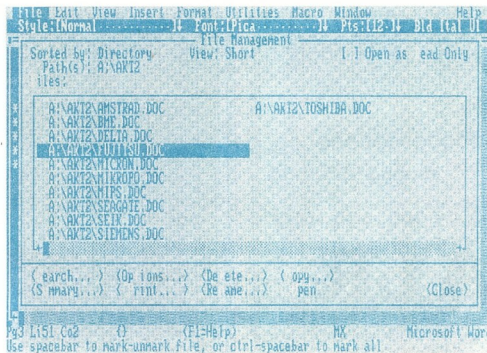 File Edit View Insert Format Utilities Macro Window Help
Style:[Normal ]↓ Font:[Pica ]↓ Pts:[12 ]↓ Bld Ital Ul
File Management
Sorted by: Directory View: Short [ ] Open as ead Only
Path(s): A:\AKT2
iles:
A:\AKT2\AMSTRAD.DOC A:\AKT2\TOSHIBA.DOC
A:\AKT2\BME.DOC
A:\AKT2\DELTA.DOC
A:\AKT2\FUJITSU.DOC
A:\AKT2\MICRON.DOC
A:\AKT2\MIKROPO.DOC
A:\AKT2\MIPS.DOC
A:\AKT2\SEAGATE.DOC
A:\AKT2\SEIK.DOC
A:\AKT2\SIEMENS.DOC
< earch...> <Op ions...> <De ete...> < opy...>
<S mmary...> < rint... > <Re ame...> pen <Close>
Pg3 Li51 Co2 {} <F1=Help> MX Microsoft Wor
Use spacebar to mark-unmark file, or ctrl-spacebar to mark all